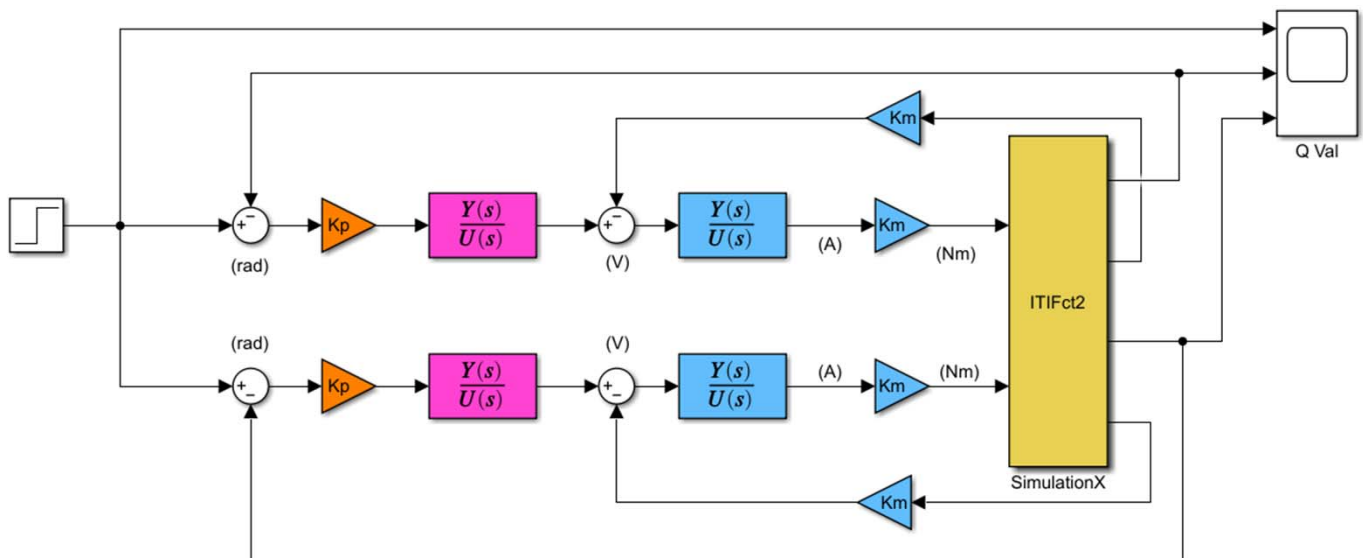 Km
Q Val
+
−
Kp
Y(s)
U(s)
+
−
Y(s)
U(s)
Km
(rad)
(V)
(A)
(Nm)
ITIFct2
(rad)
(V)
(A)
(Nm)
+
−
Kp
Y(s)
U(s)
+
−
Y(s)
U(s)
Km
SimulationX
Km